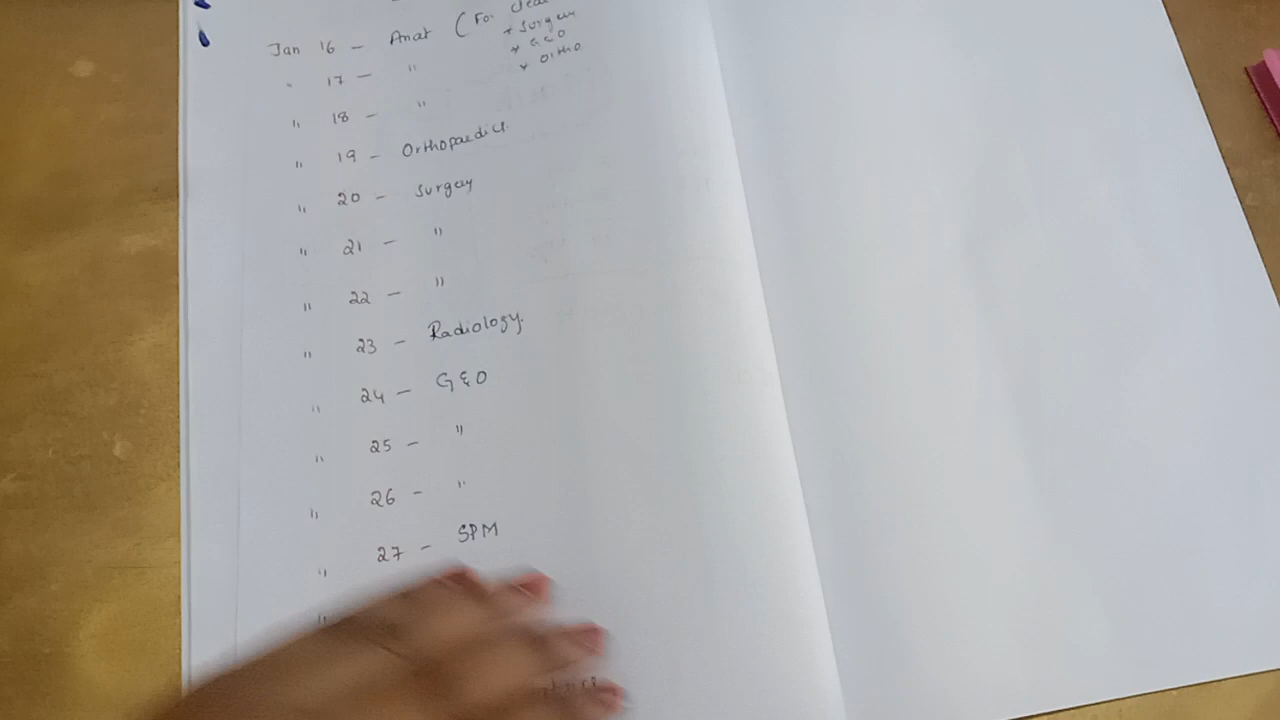 Jan 16 - Anat (For
* Surgery
" 17 - " * G&O
* Ortho
" 18 - "
" 19 - Orthopaedics.
" 20 - Surgery
" 21 - "
" 22 - "
" 23 - Radiology.
" 24 - G&O
" 25 - "
" 26 - "
" 27 - SPM
"